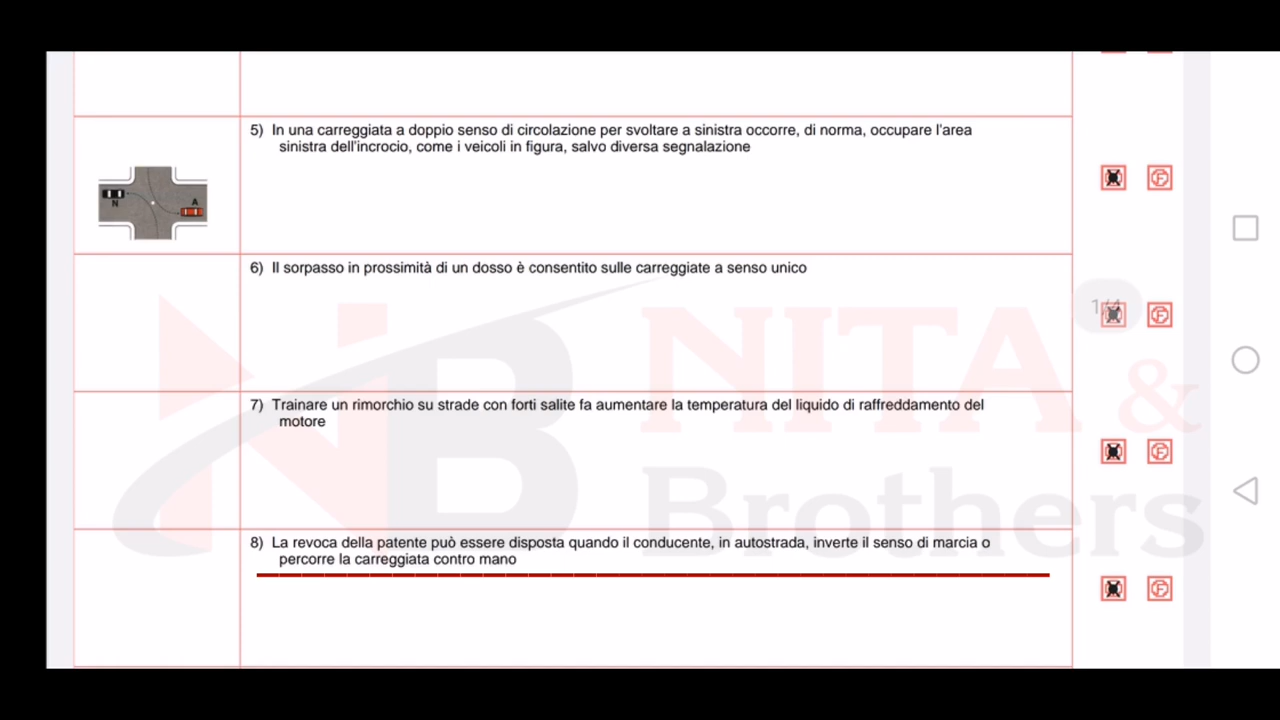 5) In una carreggiata a doppio senso di circolazione per svoltare a sinistra occorre, di norma, occupare l'area
sinistra dell'incrocio, come i veicoli in figura, salvo diversa segnalazione
F
N
A
6) Il sorpasso in prossimità di un dosso è consentito sulle carreggiate a senso unico
1/4
F
NB
NITA &
Brothers
7) Trainare un rimorchio su strade con forti salite fa aumentare la temperatura del liquido di raffreddamento del
motore
F
8) La revoca della patente può essere disposta quando il conducente, in autostrada, inverte il senso di marcia o
percorre la carreggiata contro mano
F